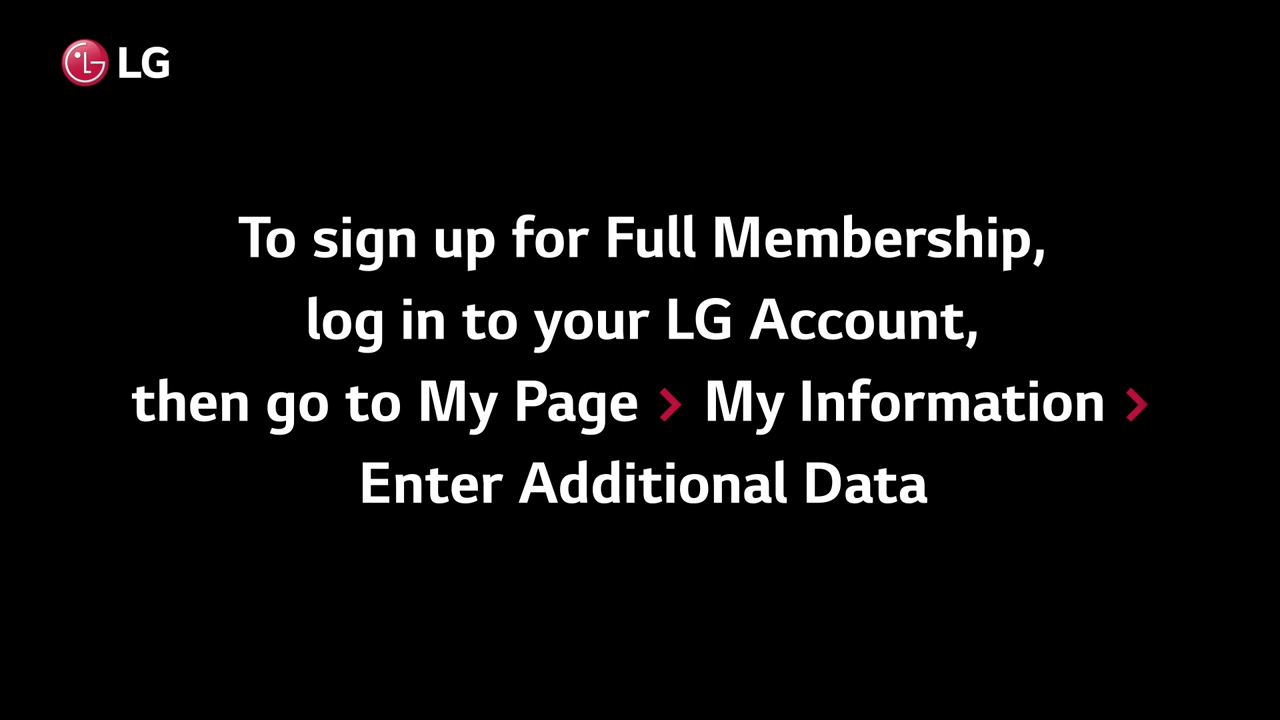 LG
To sign up for Full Membership,
log in to your LG Account,
then go to My Page > My Information >
Enter Additional Data